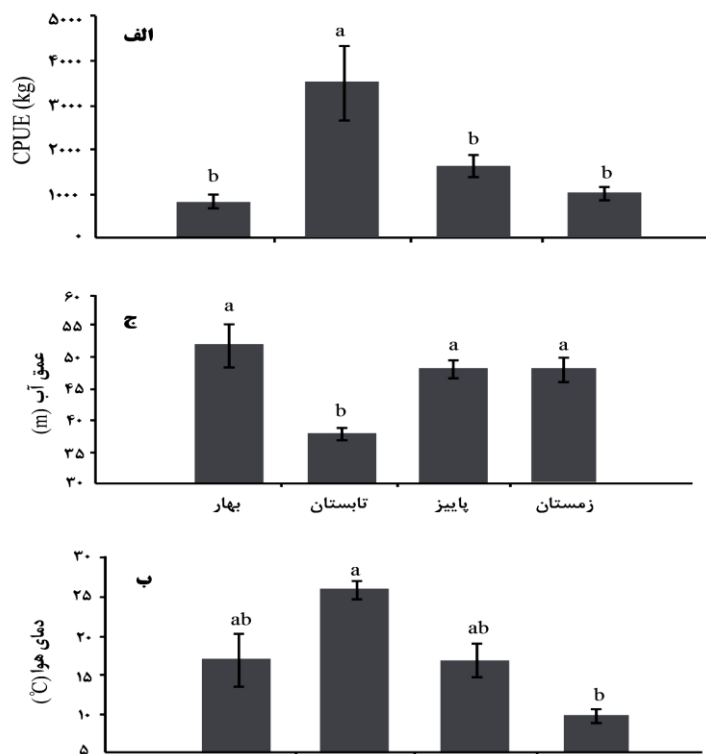 الف
CPUE (kg)
۵۰۰۰
۴۰۰۰
۳۰۰۰
۲۰۰۰
۱۰۰۰
۰
b
a
b
b
ج
عمق آب (m)
۶۰
۵۵
۵۰
۴۵
۴۰
۳۵
۳۰
a
b
a
a
بهار
تابستان
پاییز
زمستان
ب
دمای هوا (°C)
۳۰
۲۵
۲۰
۱۵
۱۰
۵
ab
a
ab
b